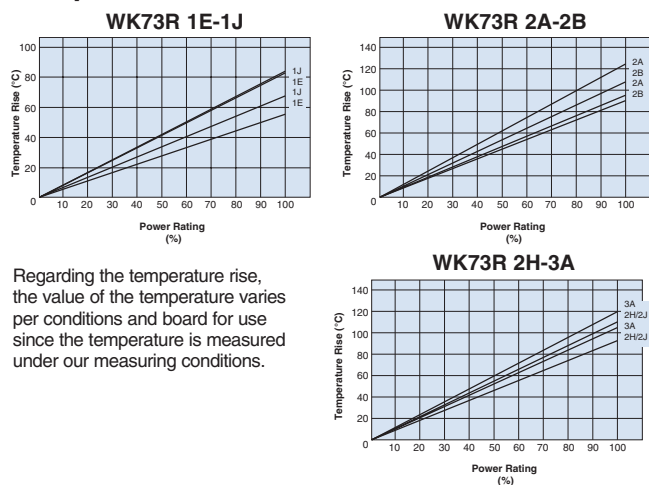 WK73R 1E-1J
Temperature Rise (°C)
100
80
60
40
20
0
1J
1E
1J
1E
10 20 30 40 50 60 70 80 90 100
Power Rating
(%)
WK73R 2A-2B
Temperature Rise (°C)
140
120
100
80
60
40
20
0
2A
2B
2A
2B
10 20 30 40 50 60 70 80 90 100
Power Rating
(%)
Regarding the temperature rise,
the value of the temperature varies
per conditions and board for use
since the temperature is measured
under our measuring conditions.
WK73R 2H-3A
Temperature Rise (°C)
140
120
100
80
60
40
20
0
3A
2H/2J
3A
2H/2J
10 20 30 40 50 60 70 80 90 100
Power Rating
(%)